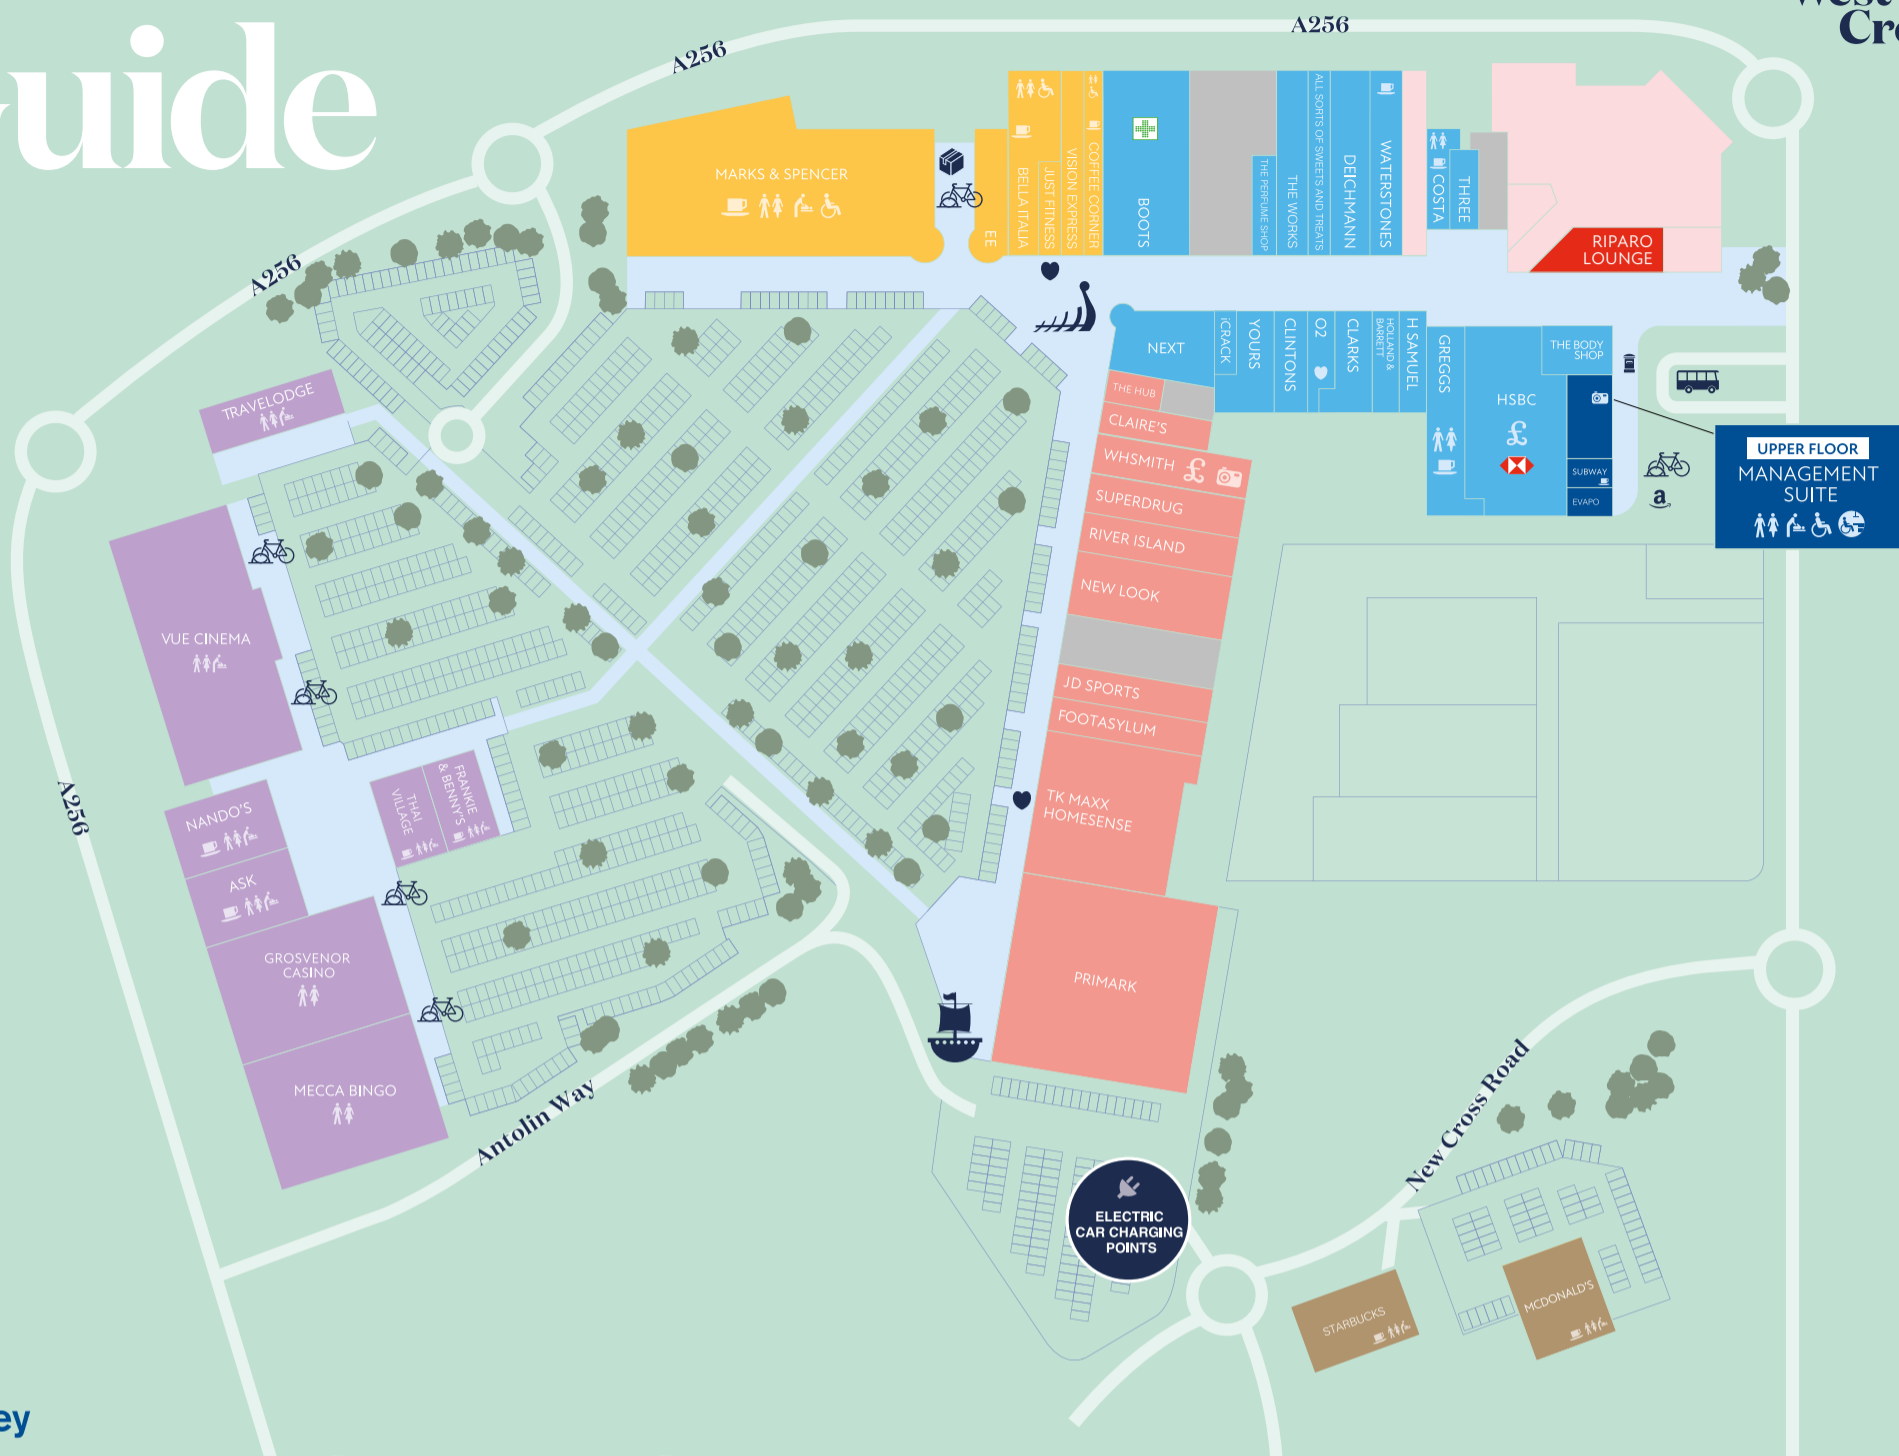 Guide
West
A256
A256
A256
A256
MARKS & SPENCER
EE
BELLA ITALIA
JUST FITNESS
VISION EXPRESS
COFFEE CORNER
BOOTS
THE PERFUME SHOP
THE WORKS
ALL SORTS OF SWEETS AND TREATS
DEICHMANN
WATERSTONES
COSTA
THREE
RIPARO
LOUNGE
NEXT
iCRACK
YOURS
CLINTONS
O2
CLARKS
HOLLAND &
BARRETT
H SAMUEL
GREGGS
HSBC
£
THE BODY
SHOP
SUBWAY
EVAPO
a
UPPER FLOOR
MANAGEMENT
SUITE
THE HUB
CLAIRE'S
WHSMITH £
SUPERDRUG
RIVER ISLAND
NEW LOOK
JD SPORTS
FOOTASYLUM
TK MAXX
HOMESENSE
PRIMARK
TRAVELODGE
VUE CINEMA
NANDO'S
ASK
THAI
VILLAGE
FRANKIE
& BENNY'S
GROSVENOR
CASINO
MECCA BINGO
Antolin Way
New Cross Road
ELECTRIC
CAR CHARGING
POINTS
STARBUCKS
MCDONALD'S
ey